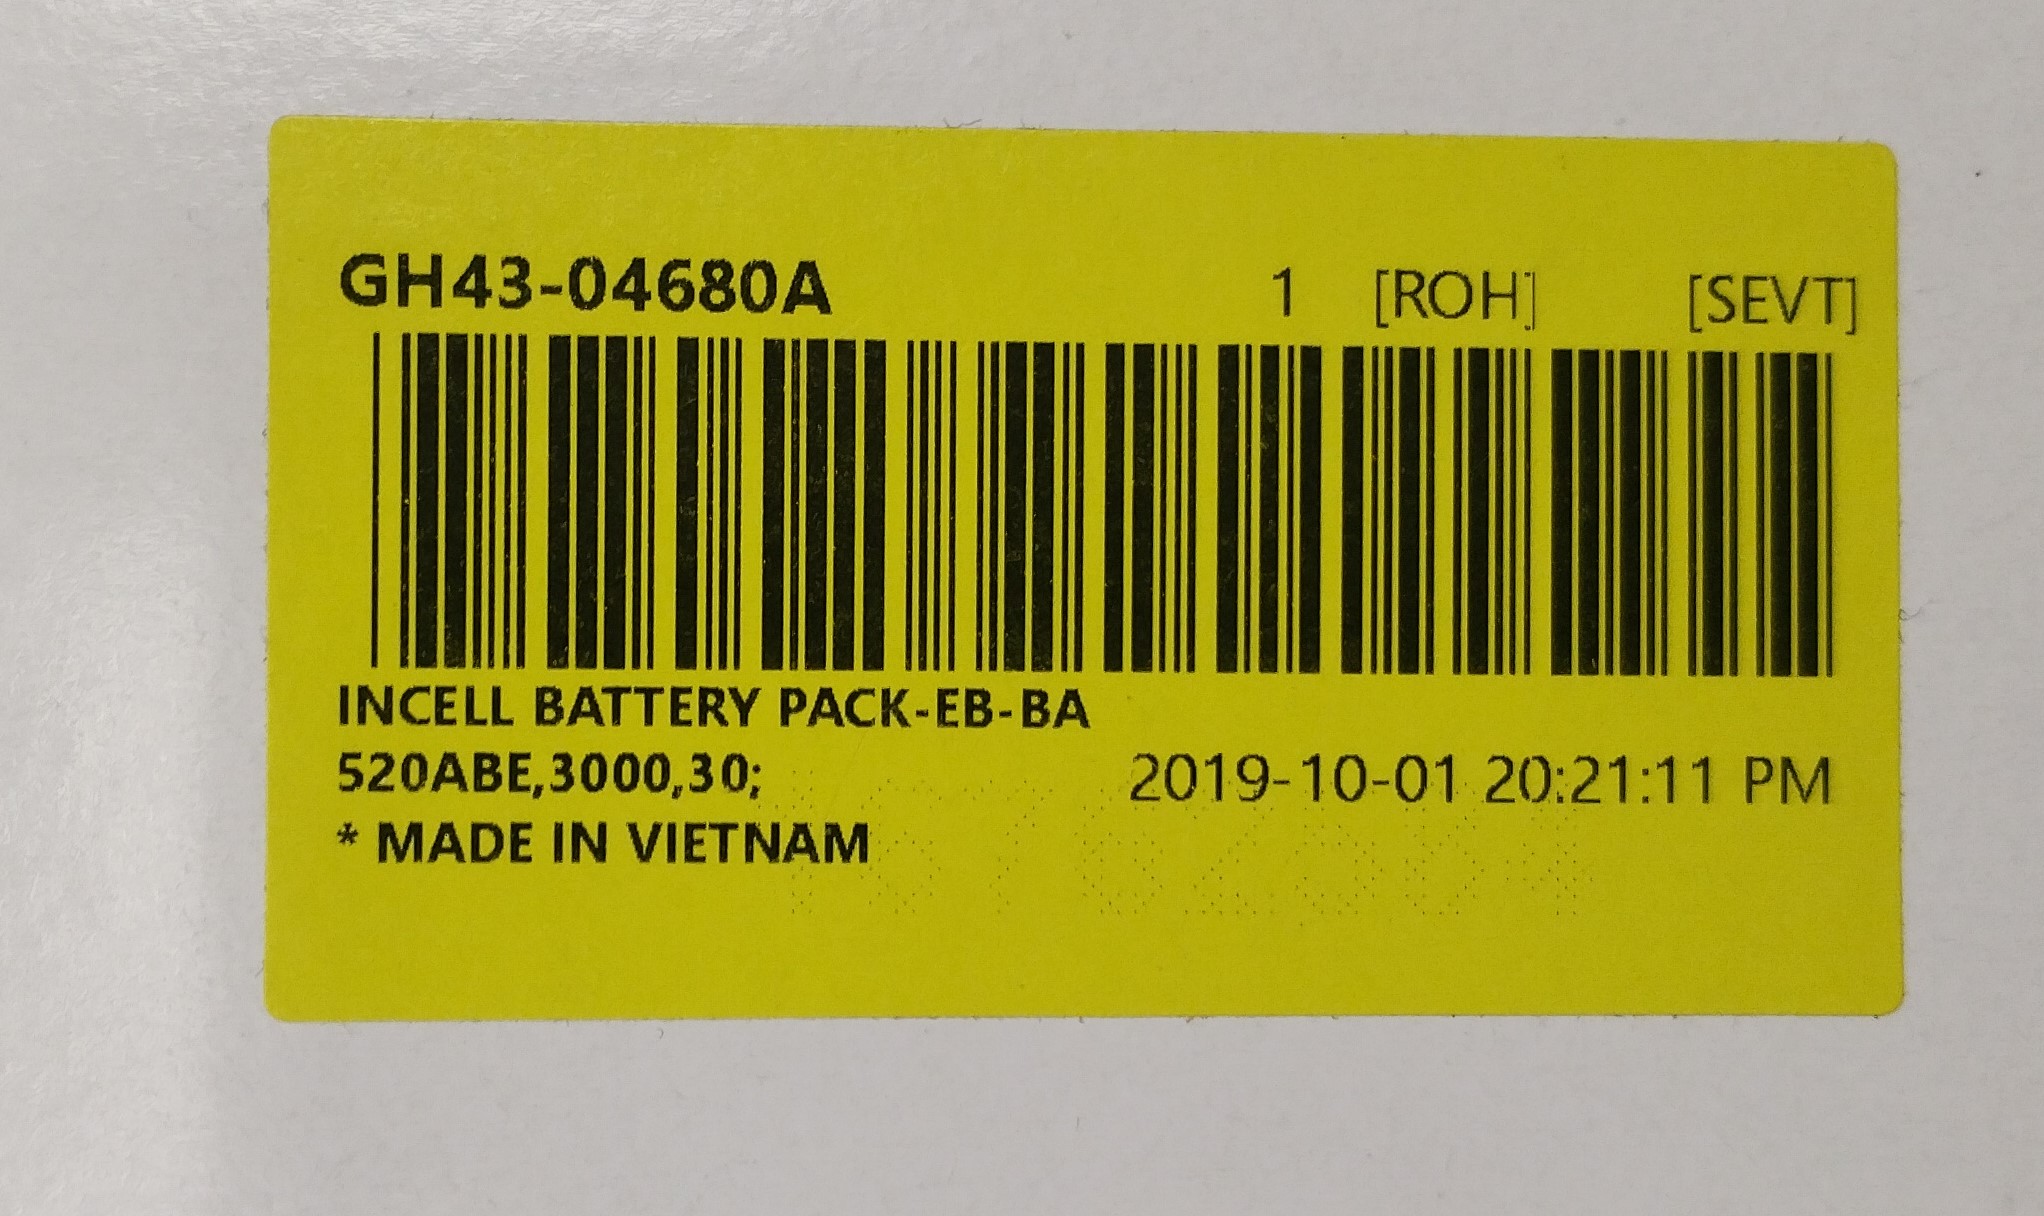 GH43-04680A 1 [ROH] [SEVT]
INCELL BATTERY PACK-EB-BA
520ABE,3000,30; 2019-10-01 20:21:11 PM
* MADE IN VIETNAM